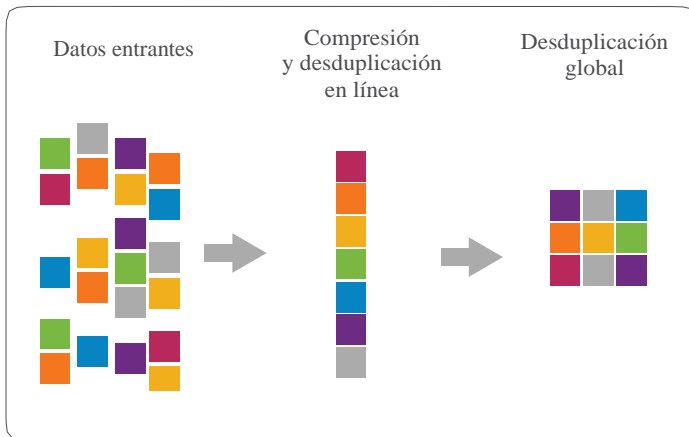 Datos entrantes
Compresión
y desduplicación
en línea
Desduplicación
global